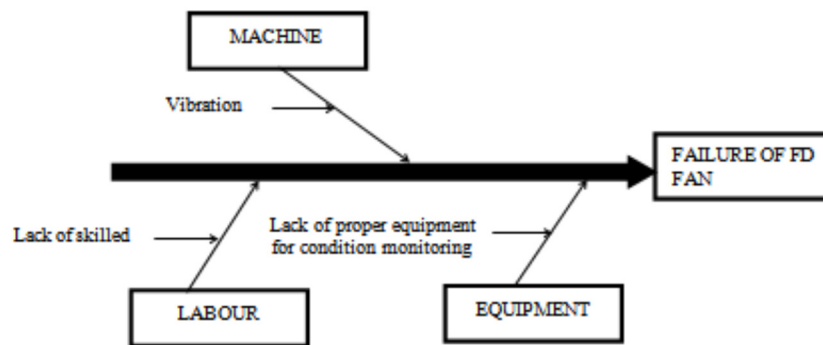 MACHINE
Vibration
FAILURE OF FD
FAN
Lack of skilled
Lack of proper equipment
for condition monitoring
LABOUR
EQUIPMENT